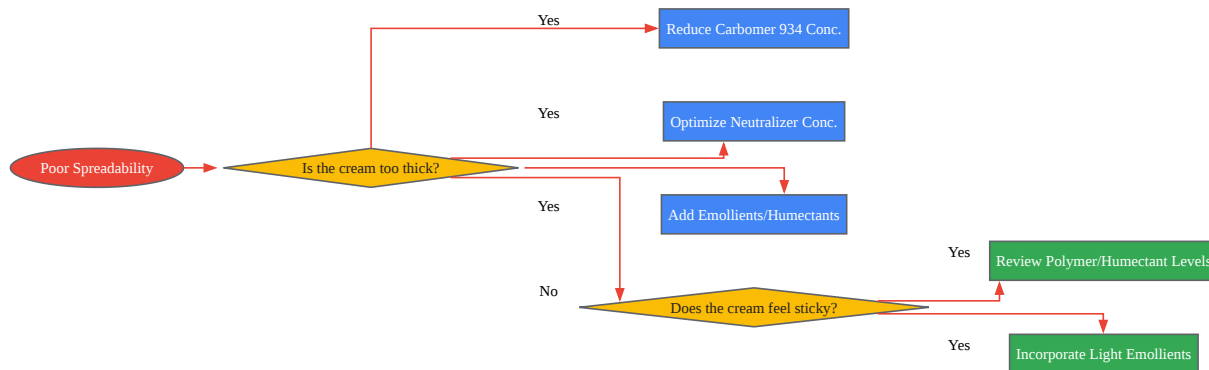 Yes
Reduce Carbomer 934 Conc.
Yes
Optimize Neutralizer Conc.
Poor Spreadability
Is the cream too thick?
Yes
Add Emollients/Humectants
Yes
Review Polymer/Humectant Levels
No
Does the cream feel sticky?
Yes
Incorporate Light Emollients